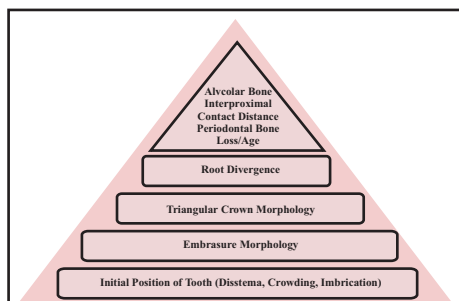 Alvcolar Bone
Interproximal
Contact Distance
Periodontal Bone
Loss/Age
Root Divergence
Triangular Crown Morphology
Embrasure Morphology
Initial Position of Tooth (Disstema, Crowding, Imbrication)